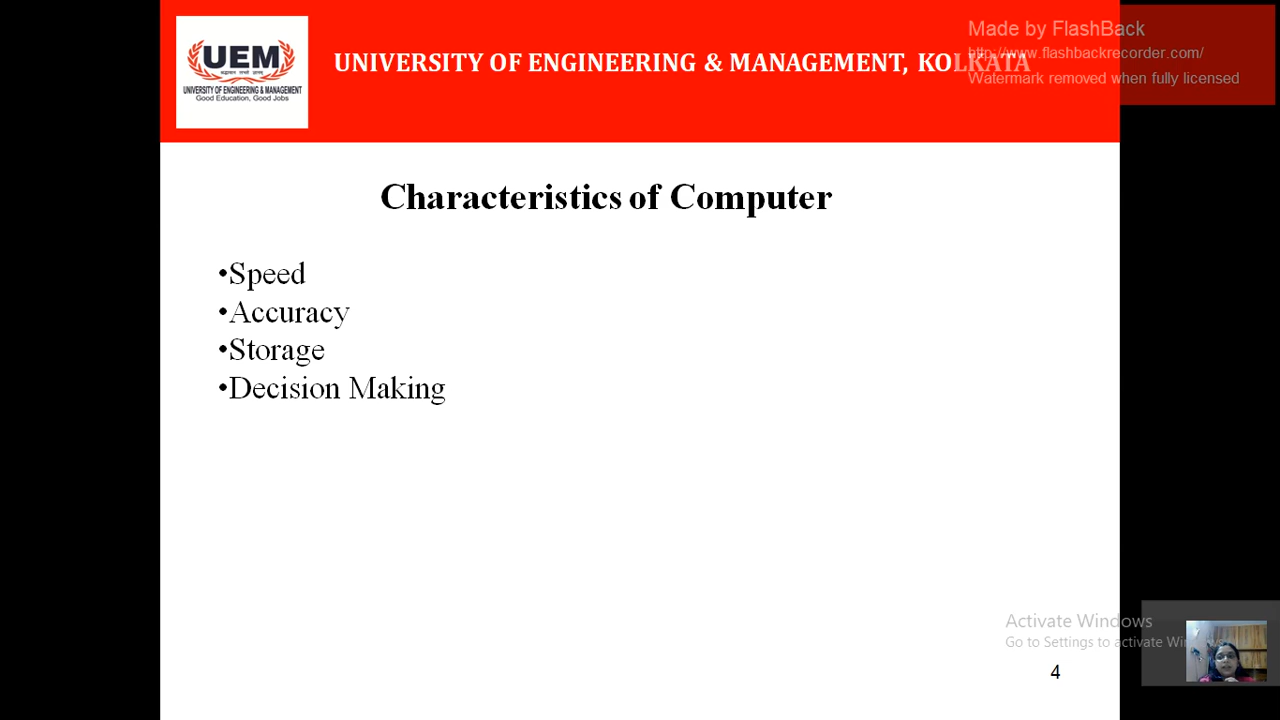 UEM
UNIVERSITY OF ENGINEERING & MANAGEMENT
Good Education, Good Jobs
UNIVERSITY OF ENGINEERING & MANAGEMENT, KOLKATA
Made by FlashBack
http://www.flashbackrecorder.com/
Watermark removed when fully licensed
Characteristics of Computer
•Speed
•Accuracy
•Storage
•Decision Making
Activate Windows
Go to Settings to activate Windows.
4